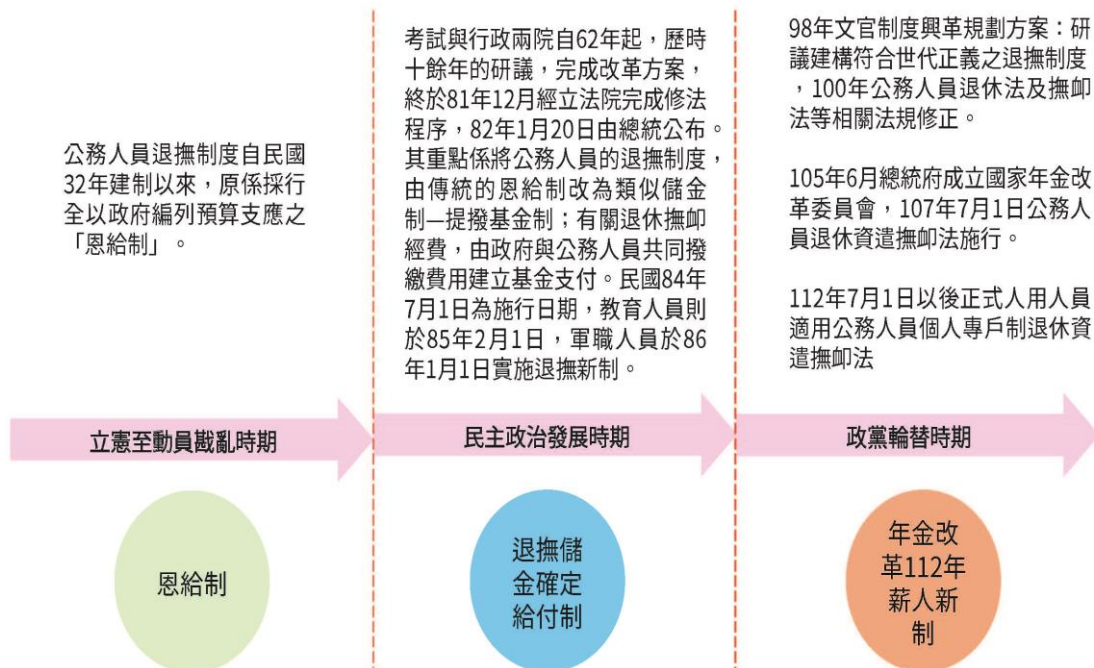 公務人員退撫制度自民國
32年建制以來，原係採行
全以政府編列預算支應之
「恩給制」。
考試與行政兩院自62年起，歷時
十餘年的研議，完成改革方案，
終於81年12月經立法院完成修法
程序，82年1月20日由總統公布。
其重點係將公務人員的退撫制度，
由傳統的恩給制改為類似儲金
制—提撥基金制；有關退休撫卹
經費，由政府與公務人員共同撥
繳費用建立基金支付。民國84年
7月1日為施行日期，教育人員則
於85年2月1日，軍職人員於86
年1月1日實施退撫新制。
98年文官制度興革規劃方案：研
議建構符合世代正義之退撫制度
，100年公務人員退休法及撫卹
法等相關法規修正。
105年6月總統府成立國家年金改
革委員會，107年7月1日公務人
員退休資遣撫卹法施行。
112年7月1日以後正式人用人員
適用公務人員個人專戶制退休資
遣撫卹法
立憲至動員戡亂時期
民主政治發展時期
政黨輪替時期
恩給制
退撫儲
金確定
給付制
年金改
革112年
薪人新
制